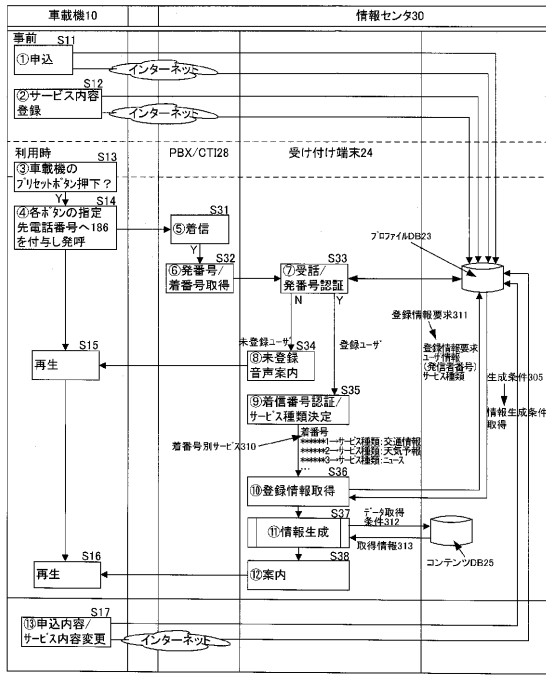 車載機10
情報センタ30
事前
S11
①申込
インターネット
S12
②サービス内容
登録
インターネット
利用時
PBX/CTI28
受け付け端末24
S13
③車載機の
プリセットボタン押下?
Y
S14
④各ボタンの指定
先電話番号へ186
を付与し発呼
S31
⑤着信
Y
S32
⑥発番号/
着番号取得
S33
⑦受話/
発番号認証
N
Y
プロファイルDB23
登録情報要求311
登録情報要求
ユーザ情報
(発信者番号)
サービス種類
生成条件305
情報生成条件
取得
未登録ユーザ
登録ユーザ
S15
再生
S34
⑧未登録
音声案内
S35
⑨着信番号認証/
サービス種類決定
着番号別サービス310
着番号
******1→サービス種類:交通情報
******2→サービス種類:天気予報
******3→サービス種類:ニュース
…
S36
⑩登録情報取得
S37
⑪情報生成
データ取得
条件312
取得情報313
コンテンツDB25
S38
⑫案内
S16
再生
S17
⑬申込内容/
サービス内容変更
インターネット